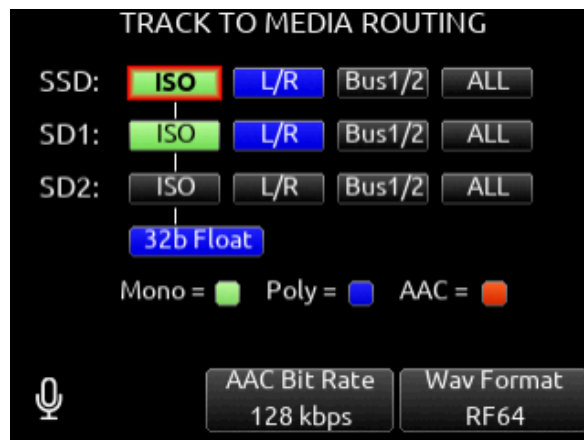 TRACK TO MEDIA ROUTING
SSD: ISO L/R Bus1/2 ALL
SD1: ISO L/R Bus1/2 ALL
SD2: ISO L/R Bus1/2 ALL
32b Float
Mono = Poly = AAC =
AAC Bit Rate Wav Format
128 kbps RF64